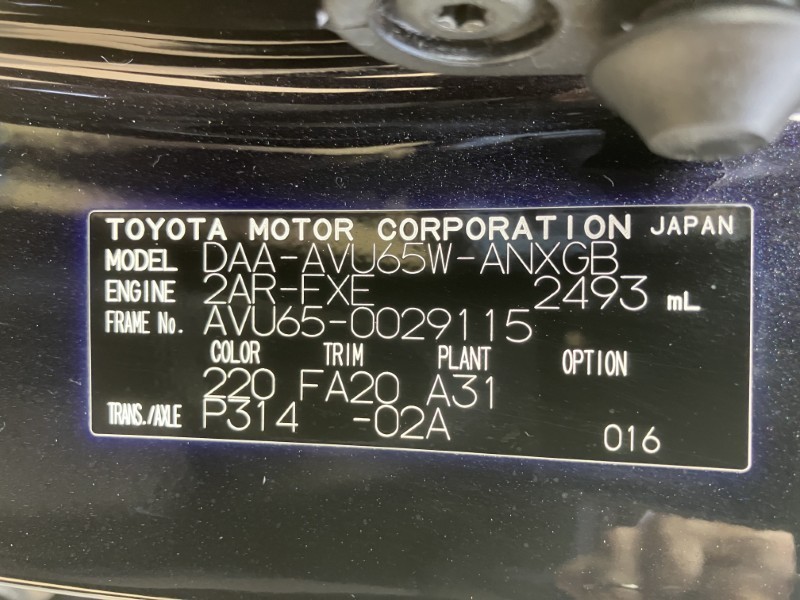 TOYOTA MOTOR CORPORATION JAPAN
MODEL DAA-AVU65W-ANXGB
ENGINE 2AR-FXE 2493 mL
FRAME No. AVU65-0029115
COLOR TRIM PLANT OPTION
220 FA20 A31
TRANS./AXLE P314 -02A 016